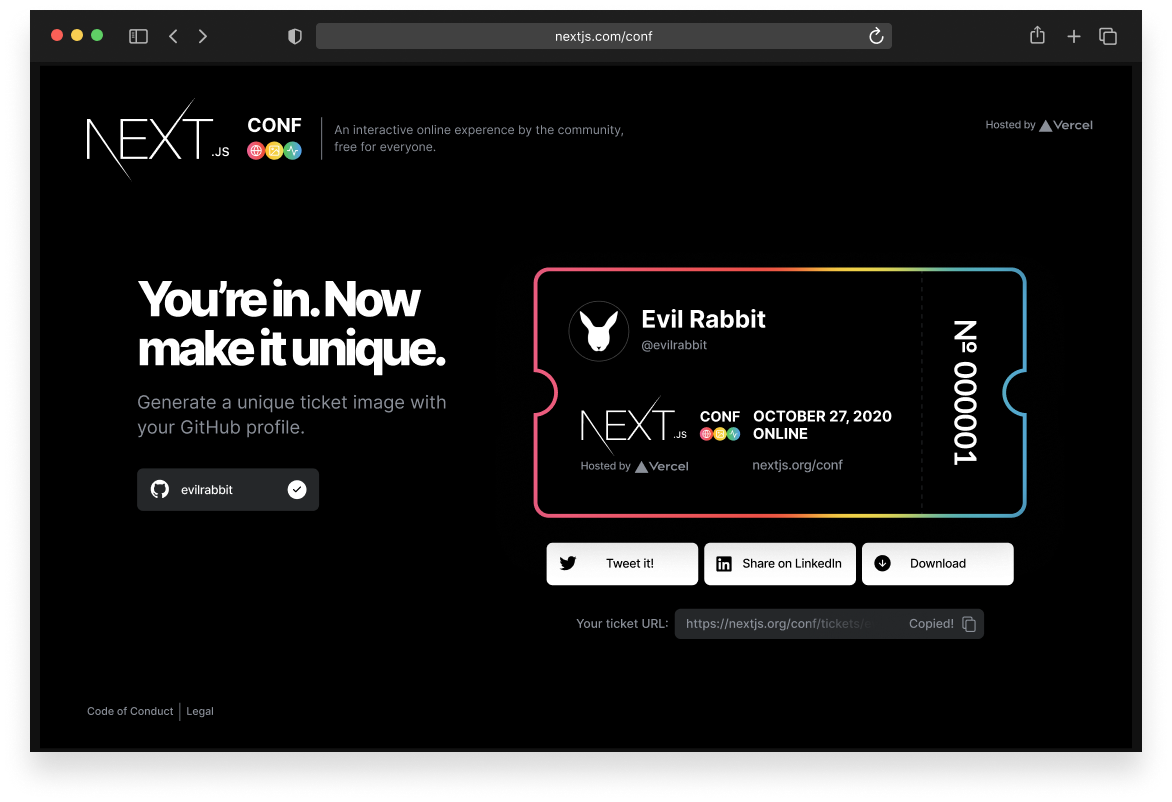 nextjs.com/conf
NEXT.JS
CONF
An interactive online experence by the community,
free for everyone.
Hosted by Vercel
You're in. Now
make it unique.
Generate a unique ticket image with
your GitHub profile.
evilrabbit
Evil Rabbit
@evilrabbit
NEXT.JS
CONF
OCTOBER 27, 2020
ONLINE
Hosted by Vercel
nextjs.org/conf
Nº 000001
Tweet it!
Share on LinkedIn
Download
Your ticket URL:
https://nextjs.org/conf/tickets/e
Copied!
Code of Conduct
Legal